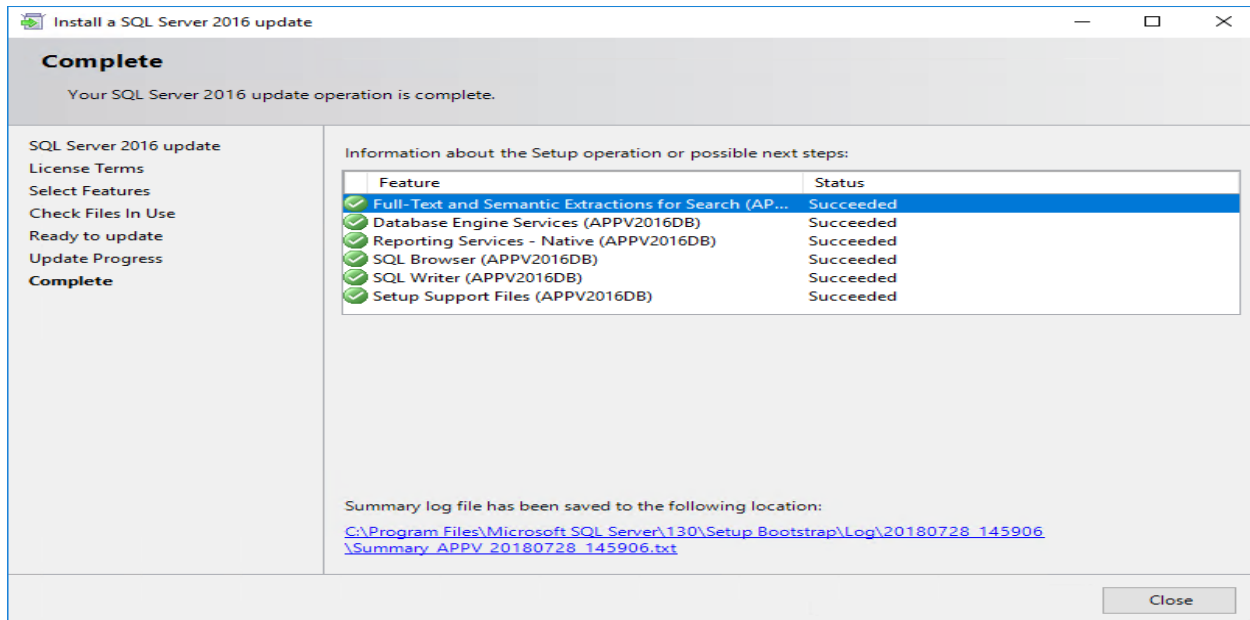 Install a SQL Server 2016 update
Complete
Your SQL Server 2016 update operation is complete.
SQL Server 2016 update
License Terms
Select Features
Check Files In Use
Ready to update
Update Progress
Complete
Information about the Setup operation or possible next steps:
Feature Status
Full-Text and Semantic Extractions for Search (AP... Succeeded
Database Engine Services (APPV2016DB) Succeeded
Reporting Services - Native (APPV2016DB) Succeeded
SQL Browser (APPV2016DB) Succeeded
SQL Writer (APPV2016DB) Succeeded
Setup Support Files (APPV2016DB) Succeeded
Summary log file has been saved to the following location:
C:\Program Files\Microsoft SQL Server\130\Setup Bootstrap\Log\20180728_145906
\Summary_APPV_20180728_145906.txt
Close